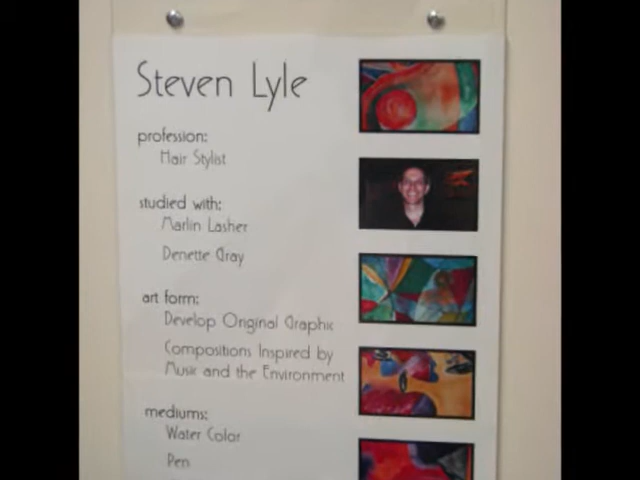 Steven Lyle
profession:
Hair Stylist
studied with:
Marlin Lasher
Denette Gray
art form:
Develop Original Graphic
Compositions Inspired by
Music and the Environment
mediums:
Water Color
Pen